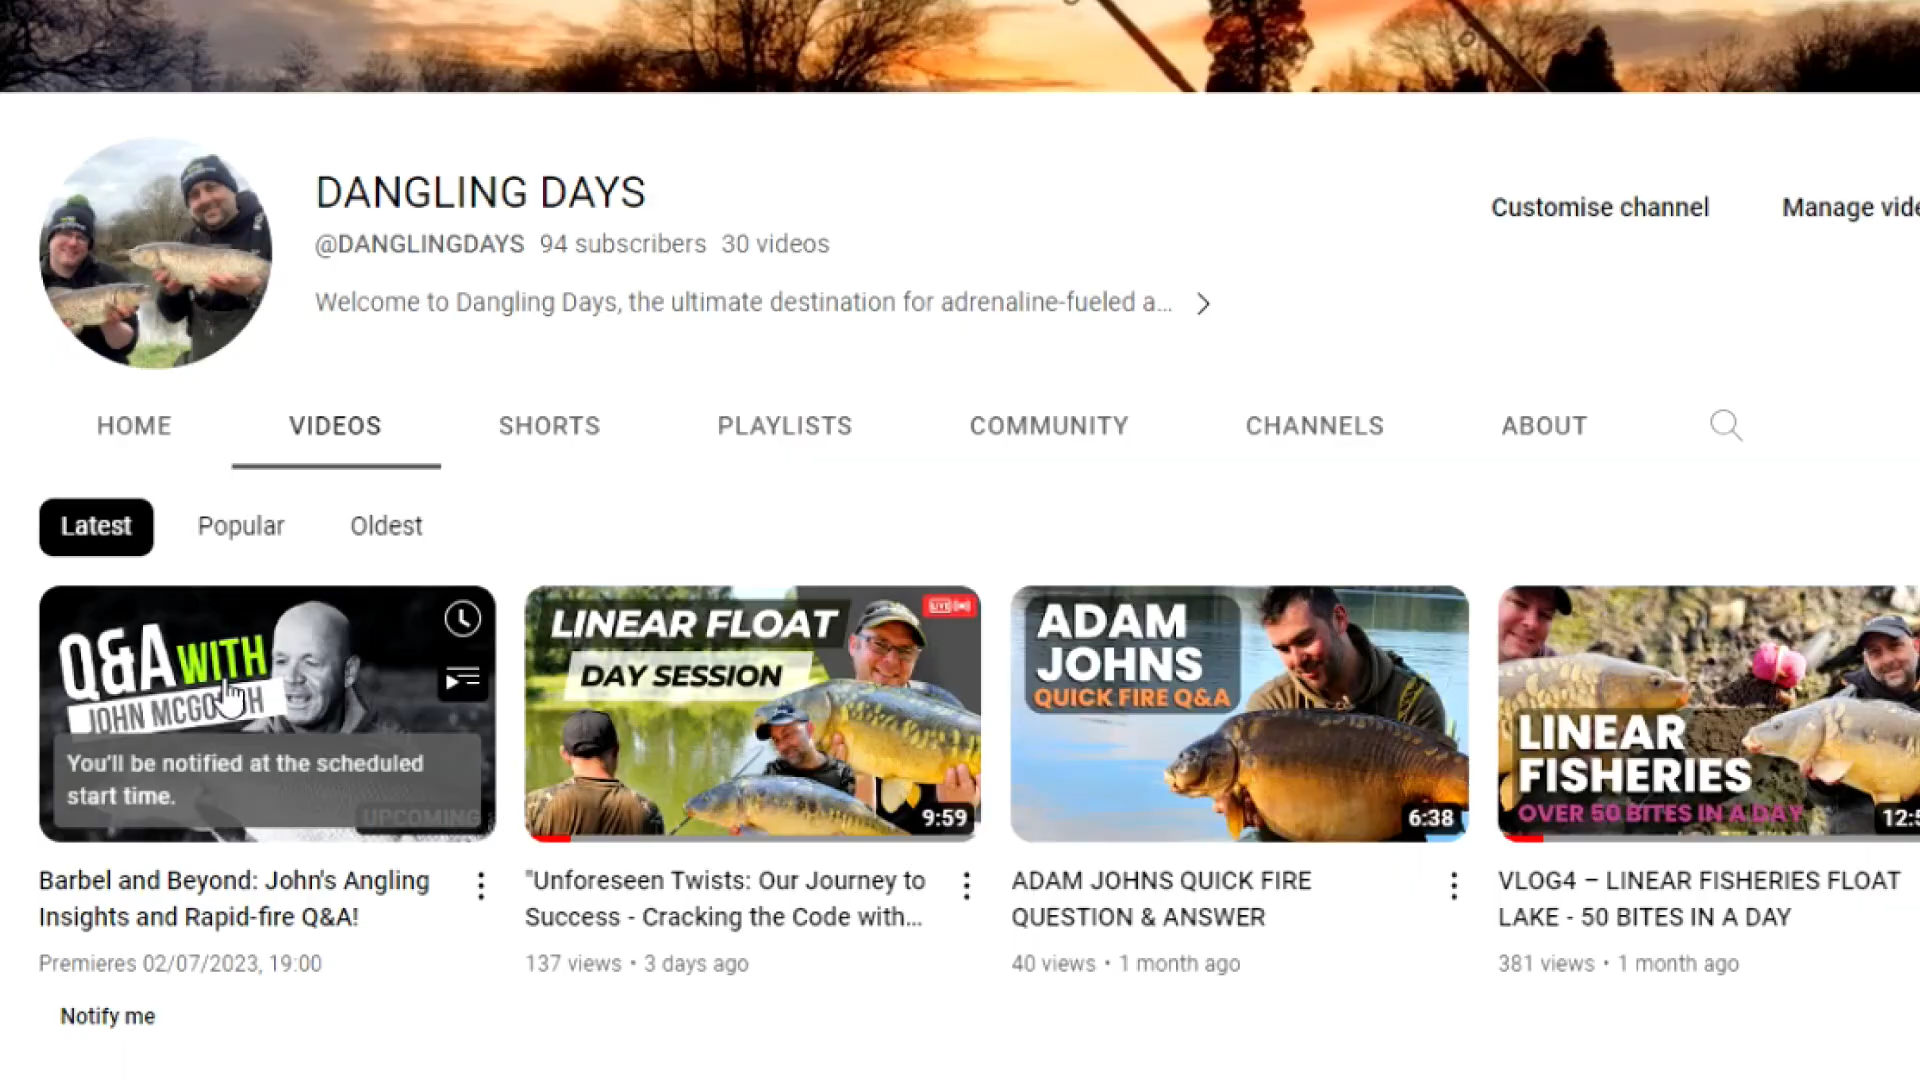 DANGLING DAYS
@DANGLINGDAYS 94 subscribers 30 videos
Customise channel
Manage vide
Welcome to Dangling Days, the ultimate destination for adrenaline-fueled a...
HOME
VIDEOS
SHORTS
PLAYLISTS
COMMUNITY
CHANNELS
ABOUT
Latest
Popular
Oldest
Q&A WITH
JOHN MCGO
You'll be notified at the scheduled
start time.
UPCOMING
LINEAR FLOAT
DAY SESSION
LIVE
9:59
ADAM
JOHNS
QUICK FIRE Q&A
6:38
LINEAR
FISHERIES
OVER 50 BITES IN A DAY
12:5
Barbel and Beyond: John's Angling
Insights and Rapid-fire Q&A!
Premieres 02/07/2023, 19:00
Notify me
"Unforeseen Twists: Our Journey to
Success - Cracking the Code with...
137 views • 3 days ago
ADAM JOHNS QUICK FIRE
QUESTION & ANSWER
40 views • 1 month ago
VLOG4 – LINEAR FISHERIES FLOAT
LAKE - 50 BITES IN A DAY
381 views • 1 month ago